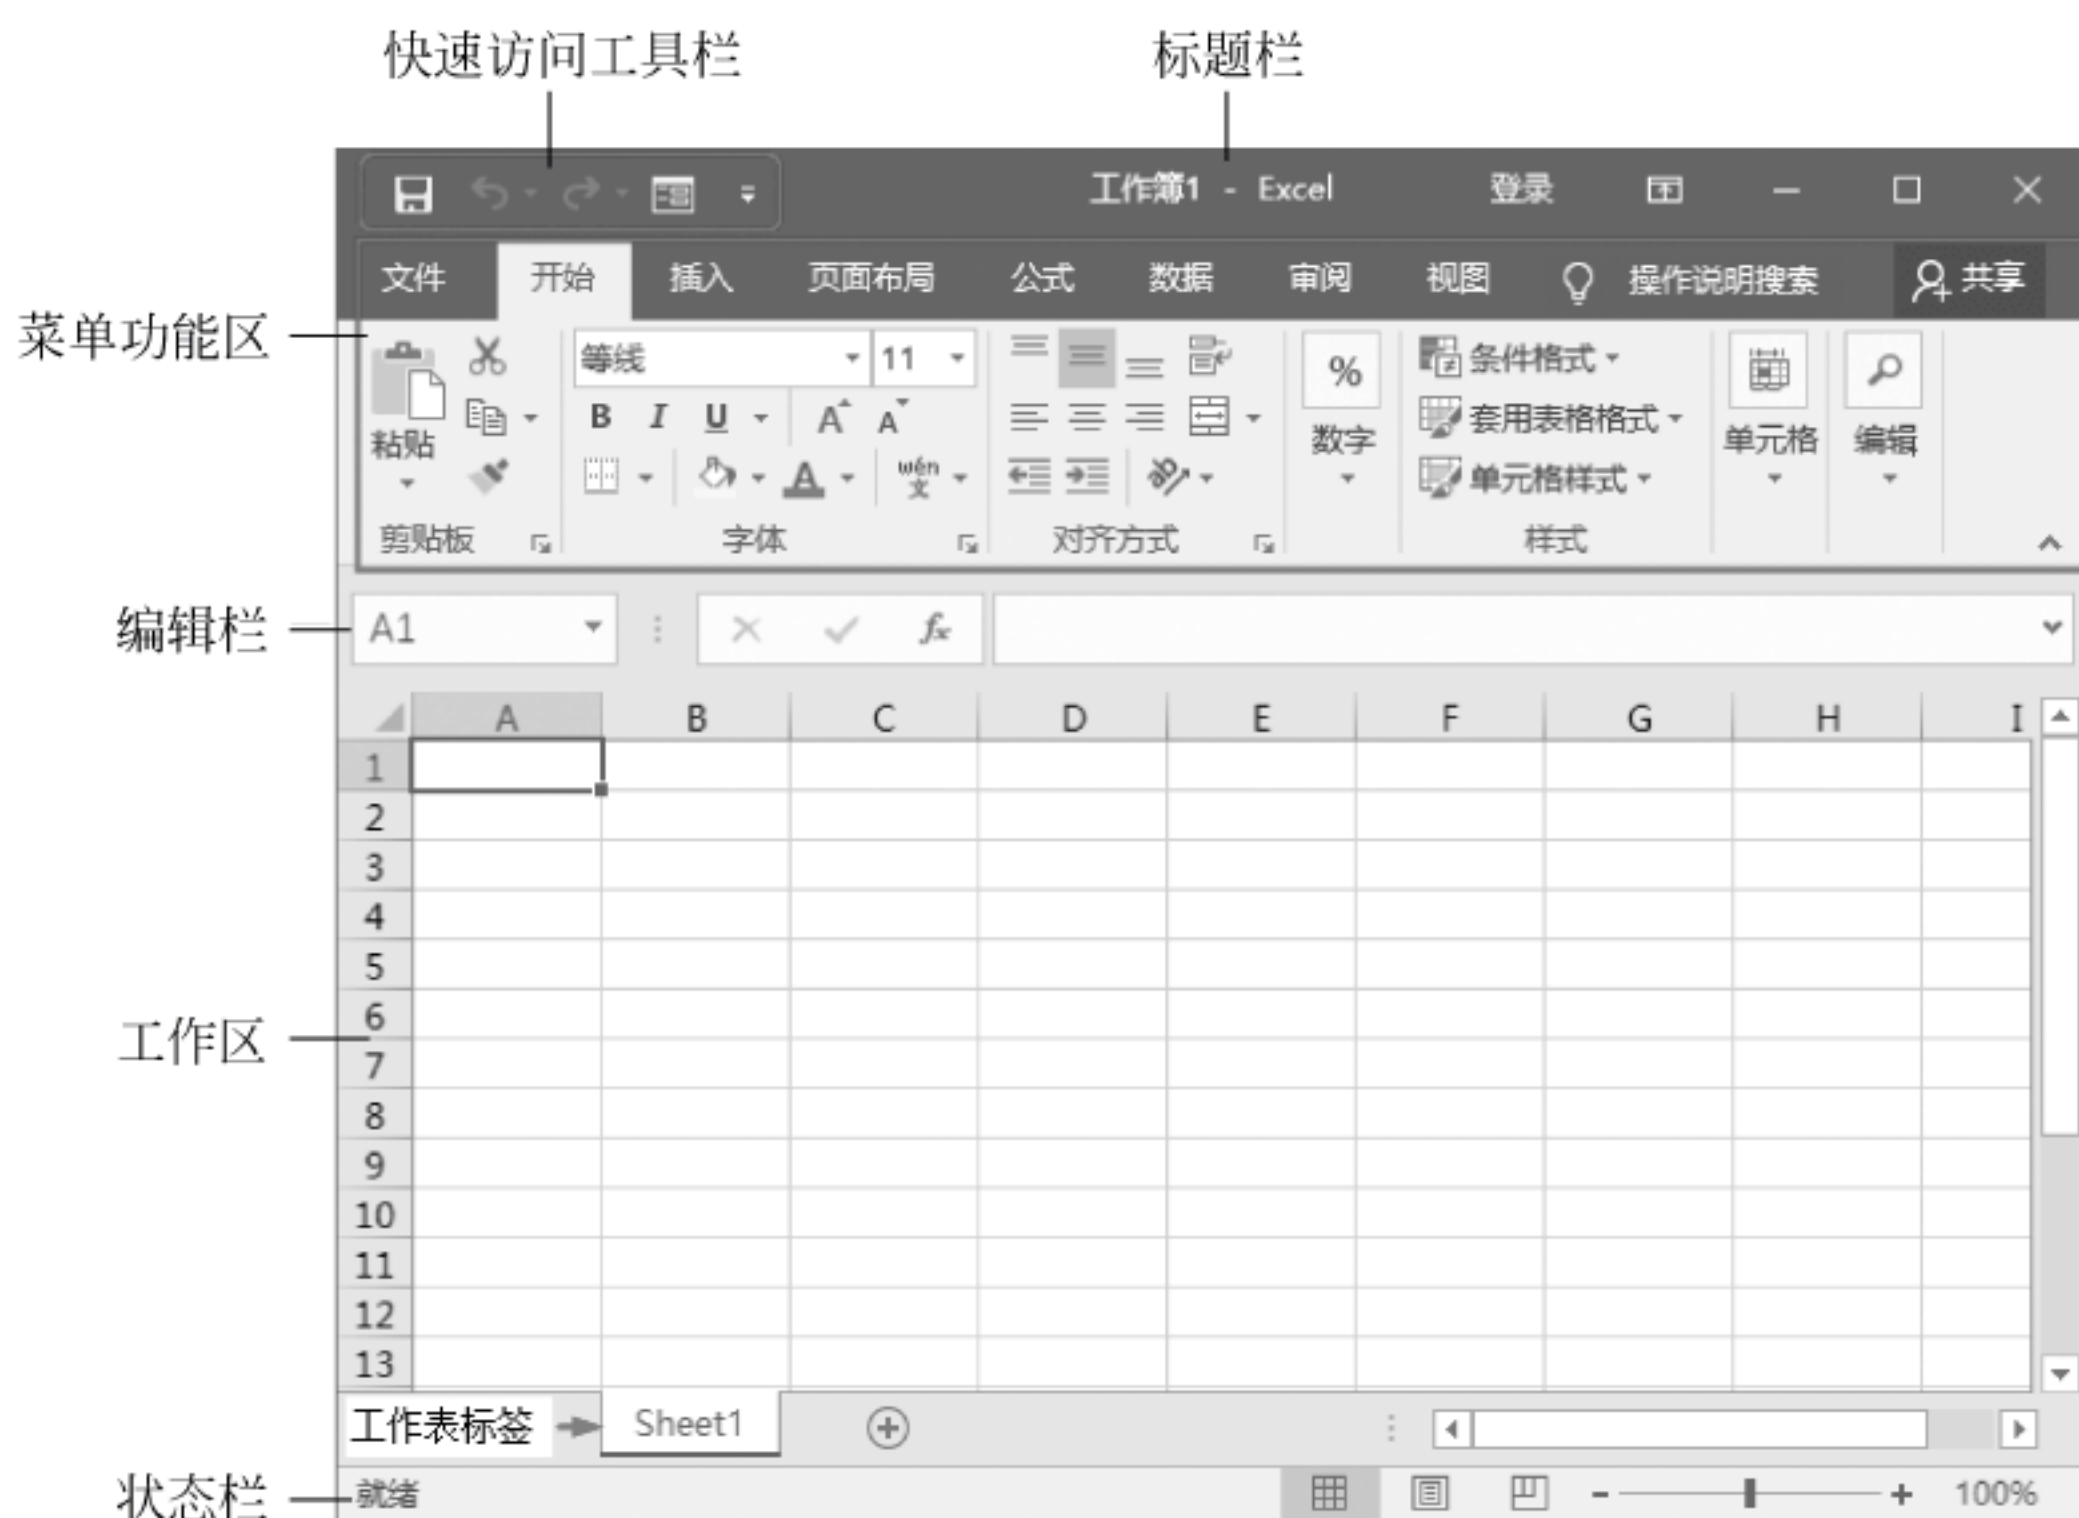 快速访问工具栏 标题栏
工作簿1 - Excel 登录
文件 开始 插入 页面布局 公式 数据 审阅 视图 操作说明搜索 共享
菜单功能区
等线 11 % 条件格式
B I U A A 套用表格格式
粘贴 数字 单元格 编辑
A wén 文 ab 单元格样式
剪贴板 字体 对齐方式 样式
编辑栏 A1 fx
A B C D E F G H I
1
2
3
4
5
6
工作区
7
8
9
10
11
12
13
工作表标签 Sheet1
状态栏 就绪 100%